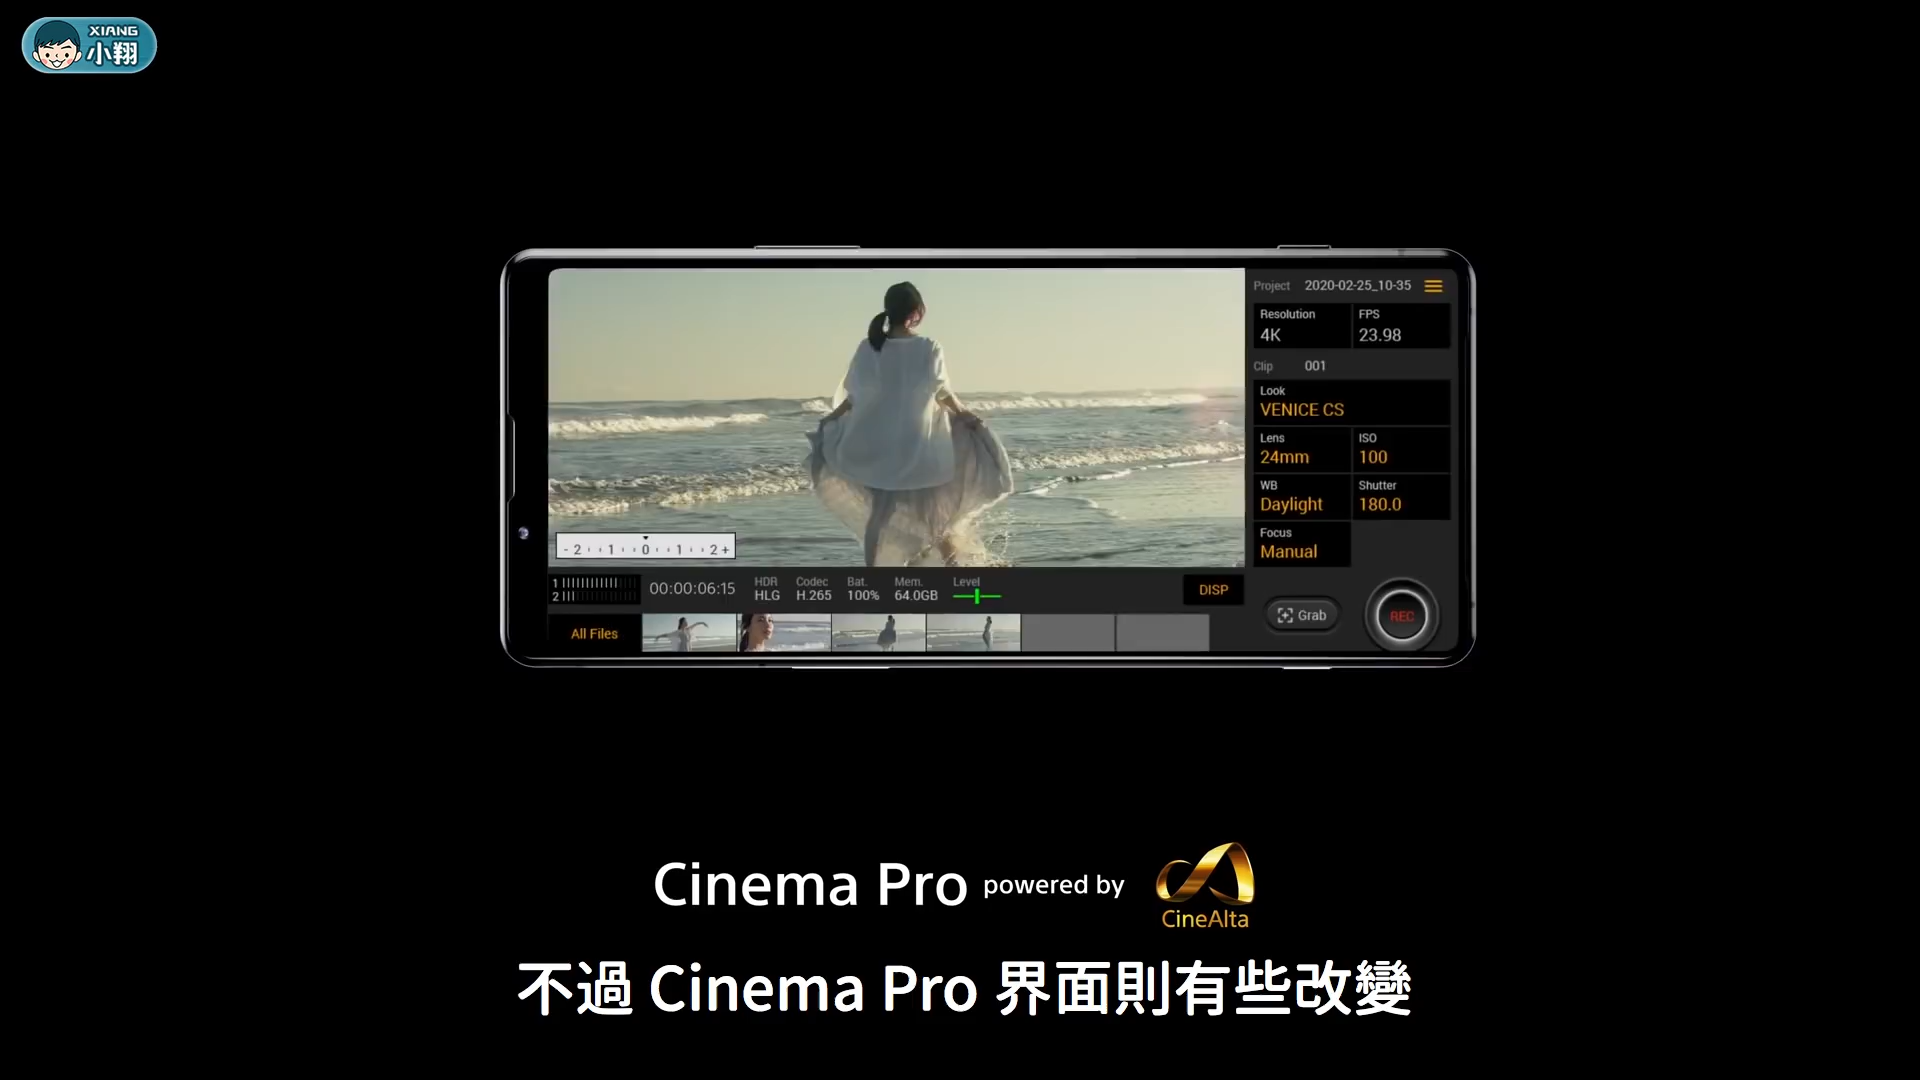 XIANG
小翔
Project 2020-02-25_10-35
Resolution FPS
4K 23.98
Clip 001
Look
VENICE CS
Lens ISO
24mm 100
WB Shutter
Daylight 180.0
Focus
Manual
- 2 1 0 1 2 +
1
2
00:00:06:15
HDR Codec Bat. Mem. Level
HLG H.265 100% 64.0GB
DISP
All Files
Grab
REC
Cinema Pro powered by
CineAlta
不過 Cinema Pro 界面則有些改變